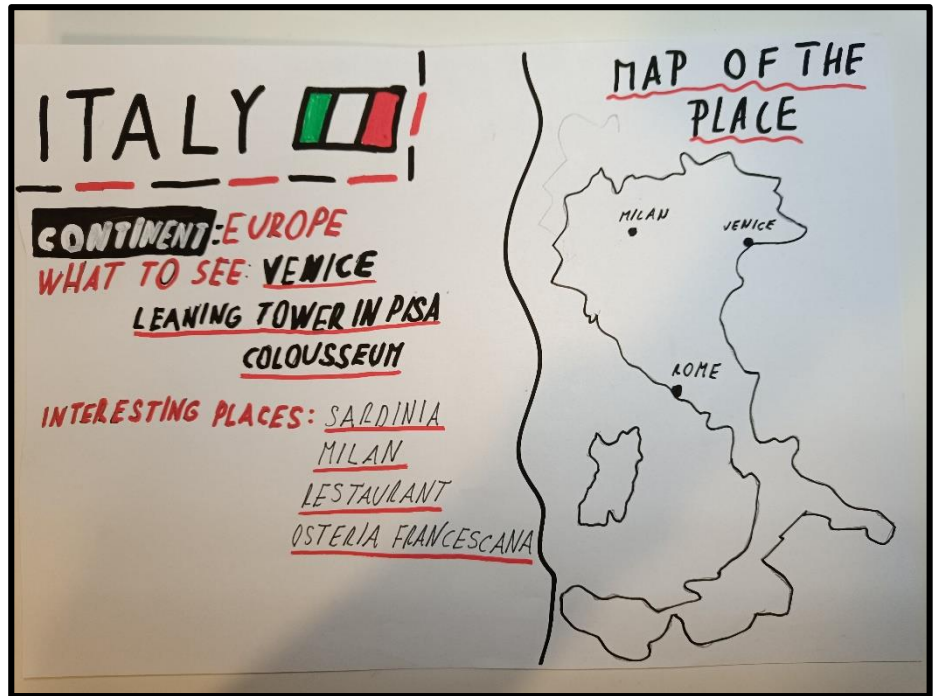 ITALY
CONTINENT: EUROPE
WHAT TO SEE: VENICE
LEANING TOWER IN PISA
COLOUSSEUM
INTERESTING PLACES: SARDINIA
MILAN
RESTAURANT
OSTERIA FRANCESCANA
MAP OF THE
PLACE
MILAN
VENICE
ROME